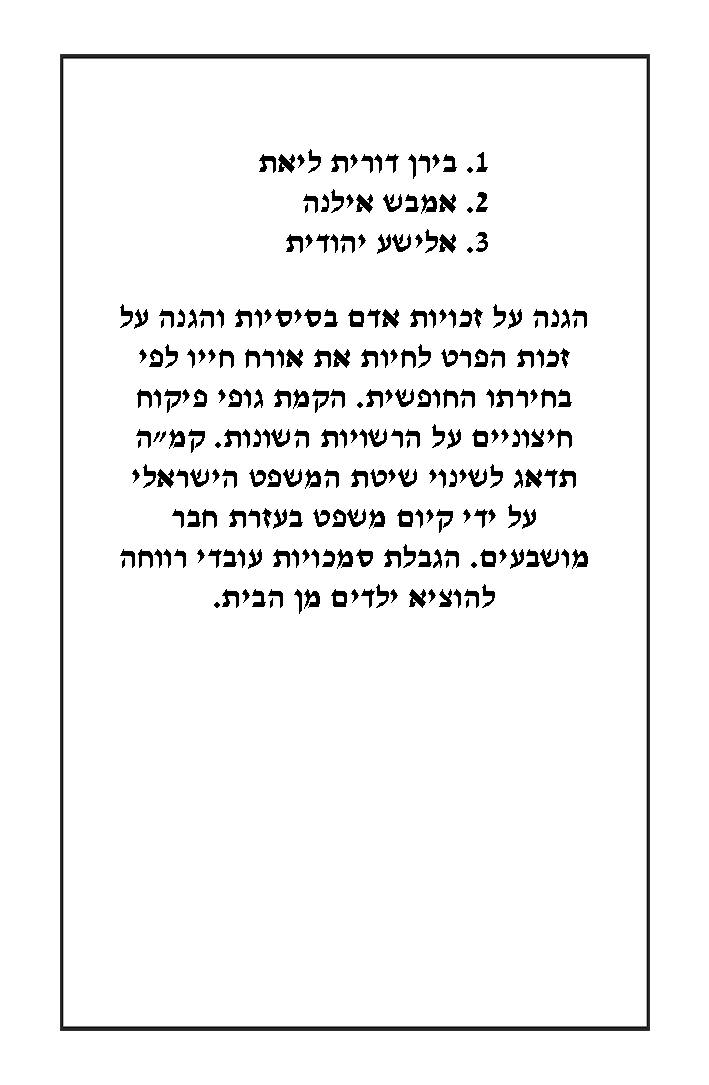 1. בירן דורית ליאת
2. אמבש אילנה
3. אלישע יהודית
הגנה על זכויות אדם בסיסיות והגנה על
זכות הפרט לחיות את אורח חייו לפי
בחירתו החופשית. הקמת גופי פיקוח
חיצוניים על הרשויות השונות. קמ״ה
תדאג לשינוי שיטת המשפט הישראלי
על ידי קיום משפט בעזרת חבר
מושבעים. הגבלת סמכויות עובדי רווחה
להוציא ילדים מן הבית.